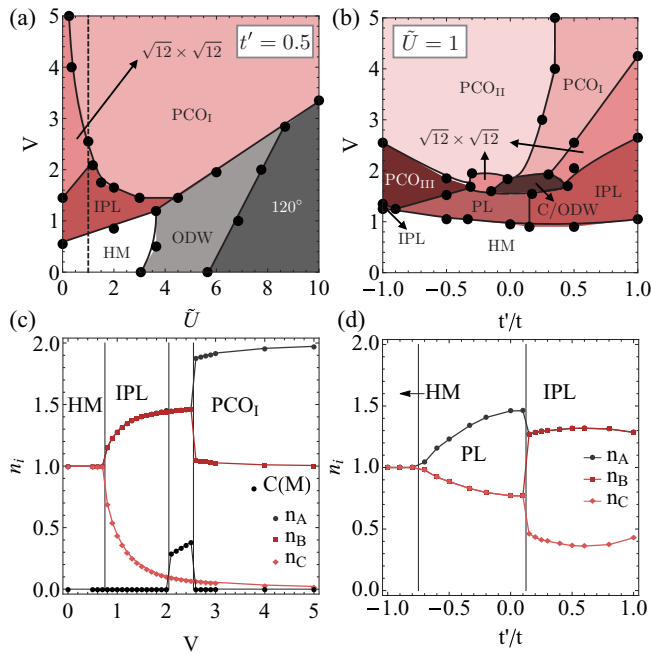 (a)
t' = 0.5
√12 × √12
PCO_I
IPL
HM
ODW
120°
V
5
4
3
2
1
0
0 2 4 6 8 10
Ũ
(b)
Ũ = 1
PCO_II
PCO_I
√12 × √12
PCO_III
PL
C/ODW
IPL
IPL
HM
V
5
4
3
2
1
0
-1.0 -0.5 0.0 0.5 1.0
t'/t
(c)
HM IPL PCO_I
C(M)
n_A
n_B
n_C
n_i
2.0
1.5
1.0
0.5
0.0
0 1 2 3 4 5
V
(d)
HM IPL
PL
n_A
n_B
n_C
n_i
2.0
1.5
1.0
0.5
0.0
-1.0 -0.5 0.0 0.5 1.0
t'/t